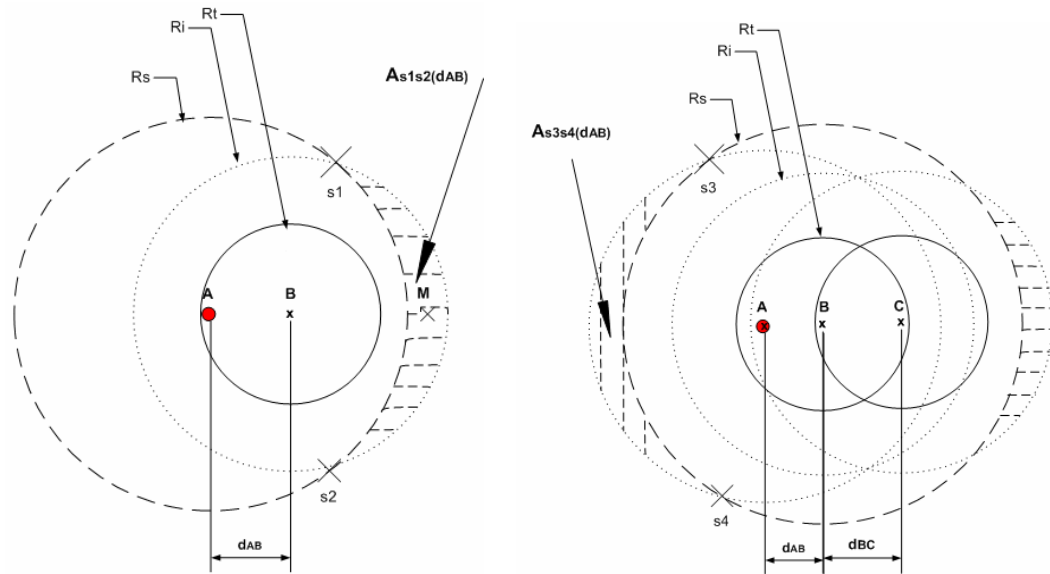 Rt
Ri
Rs
As1s2(dAB)
s1
M
A
B
s2
dAB
Rt
Ri
Rs
As3s4(dAB)
s3
A
B
C
s4
dAB
dBC